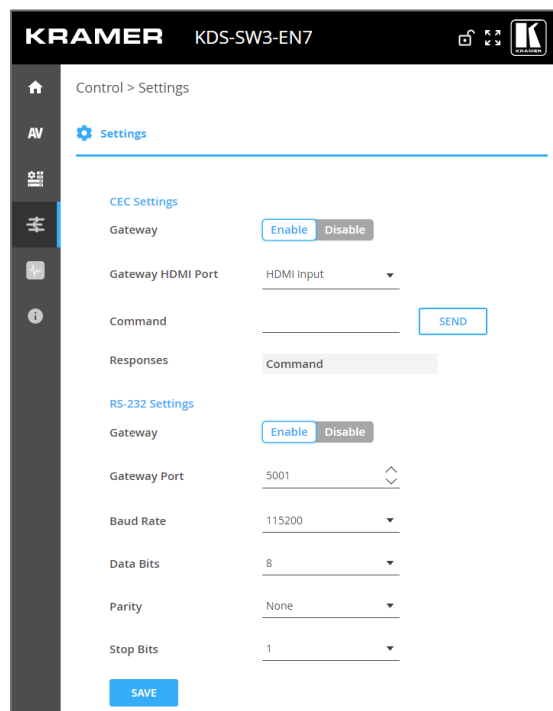 KRAMER KDS-SW3-EN7
KRAMER
Control > Settings
AV
Settings
CEC Settings
Gateway Enable Disable
Gateway HDMI Port HDMI Input
Command SEND
Responses Command
RS-232 Settings
Gateway Enable Disable
Gateway Port 5001
Baud Rate 115200
Data Bits 8
Parity None
Stop Bits 1
SAVE